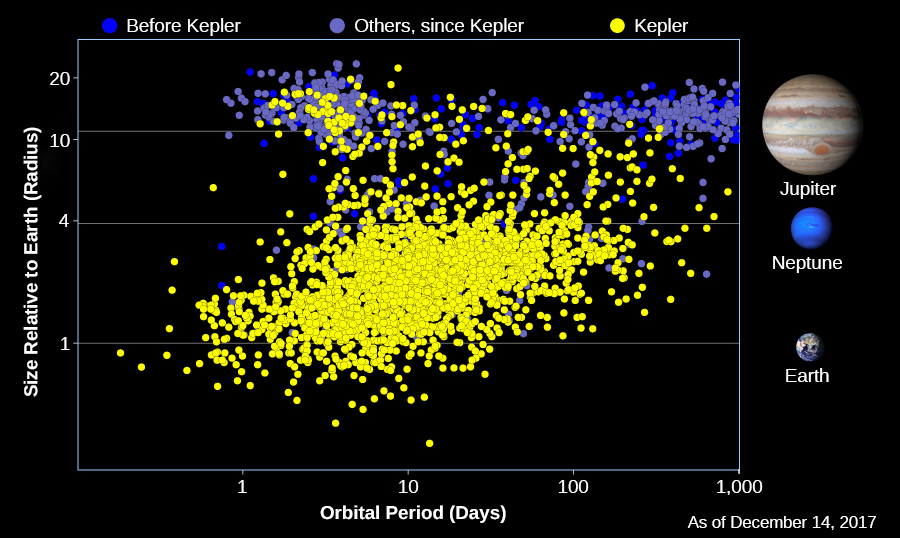 Before Kepler
Others, since Kepler
Kepler
Size Relative to Earth (Radius)
20
10
4
1
1
10
100
1,000
Orbital Period (Days)
Jupiter
Neptune
Earth
As of December 14, 2017